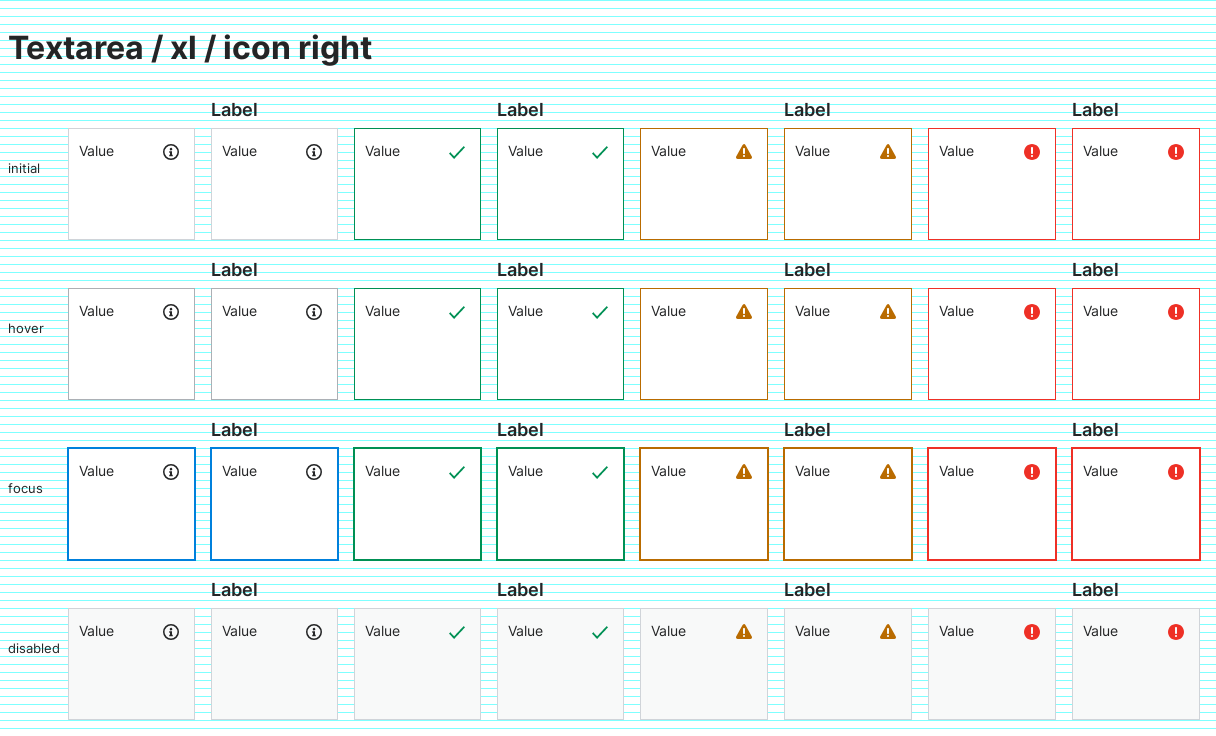 Textarea / xl / icon right
Label Label Label Label
initial Value Value Value Value Value Value Value Value
Label Label Label Label
hover Value Value Value Value Value Value Value Value
Label Label Label Label
focus Value Value Value Value Value Value Value Value
Label Label Label Label
disabled Value Value Value Value Value Value Value Value